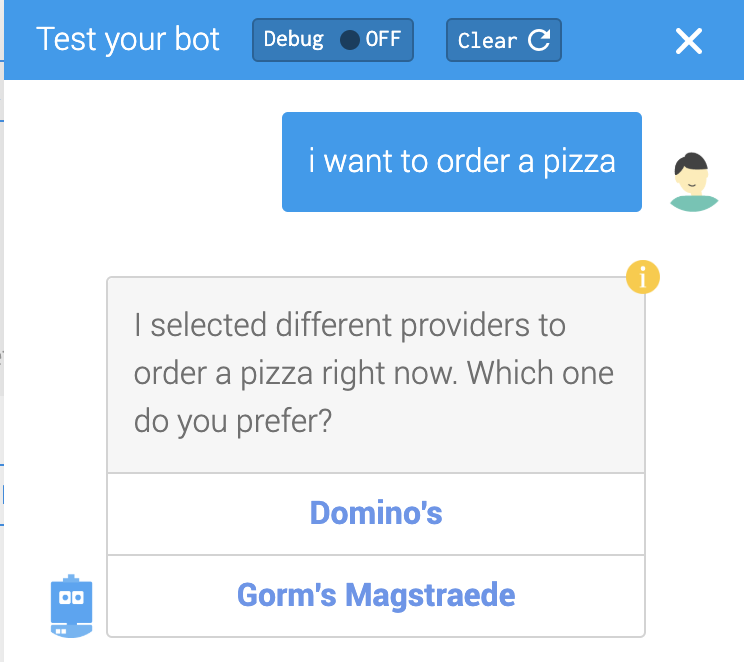 Test your bot
Debug OFF
Clear
i want to order a pizza
i
I selected different providers to
order a pizza right now. Which one
do you prefer?
Domino's
Gorm's Magstraede